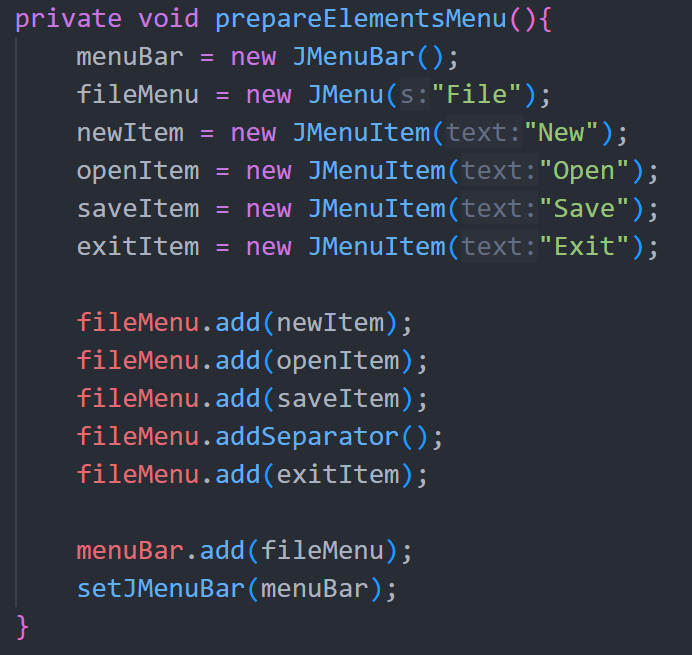 private void prepareElementsMenu(){
    menuBar = new JMenuBar();
    fileMenu = new JMenu(s:"File");
    newItem = new JMenuItem(text:"New");
    openItem = new JMenuItem(text:"Open");
    saveItem = new JMenuItem(text:"Save");
    exitItem = new JMenuItem(text:"Exit");

    fileMenu.add(newItem);
    fileMenu.add(openItem);
    fileMenu.add(saveItem);
    fileMenu.addSeparator();
    fileMenu.add(exitItem);

    menuBar.add(fileMenu);
    setJMenuBar(menuBar);
}